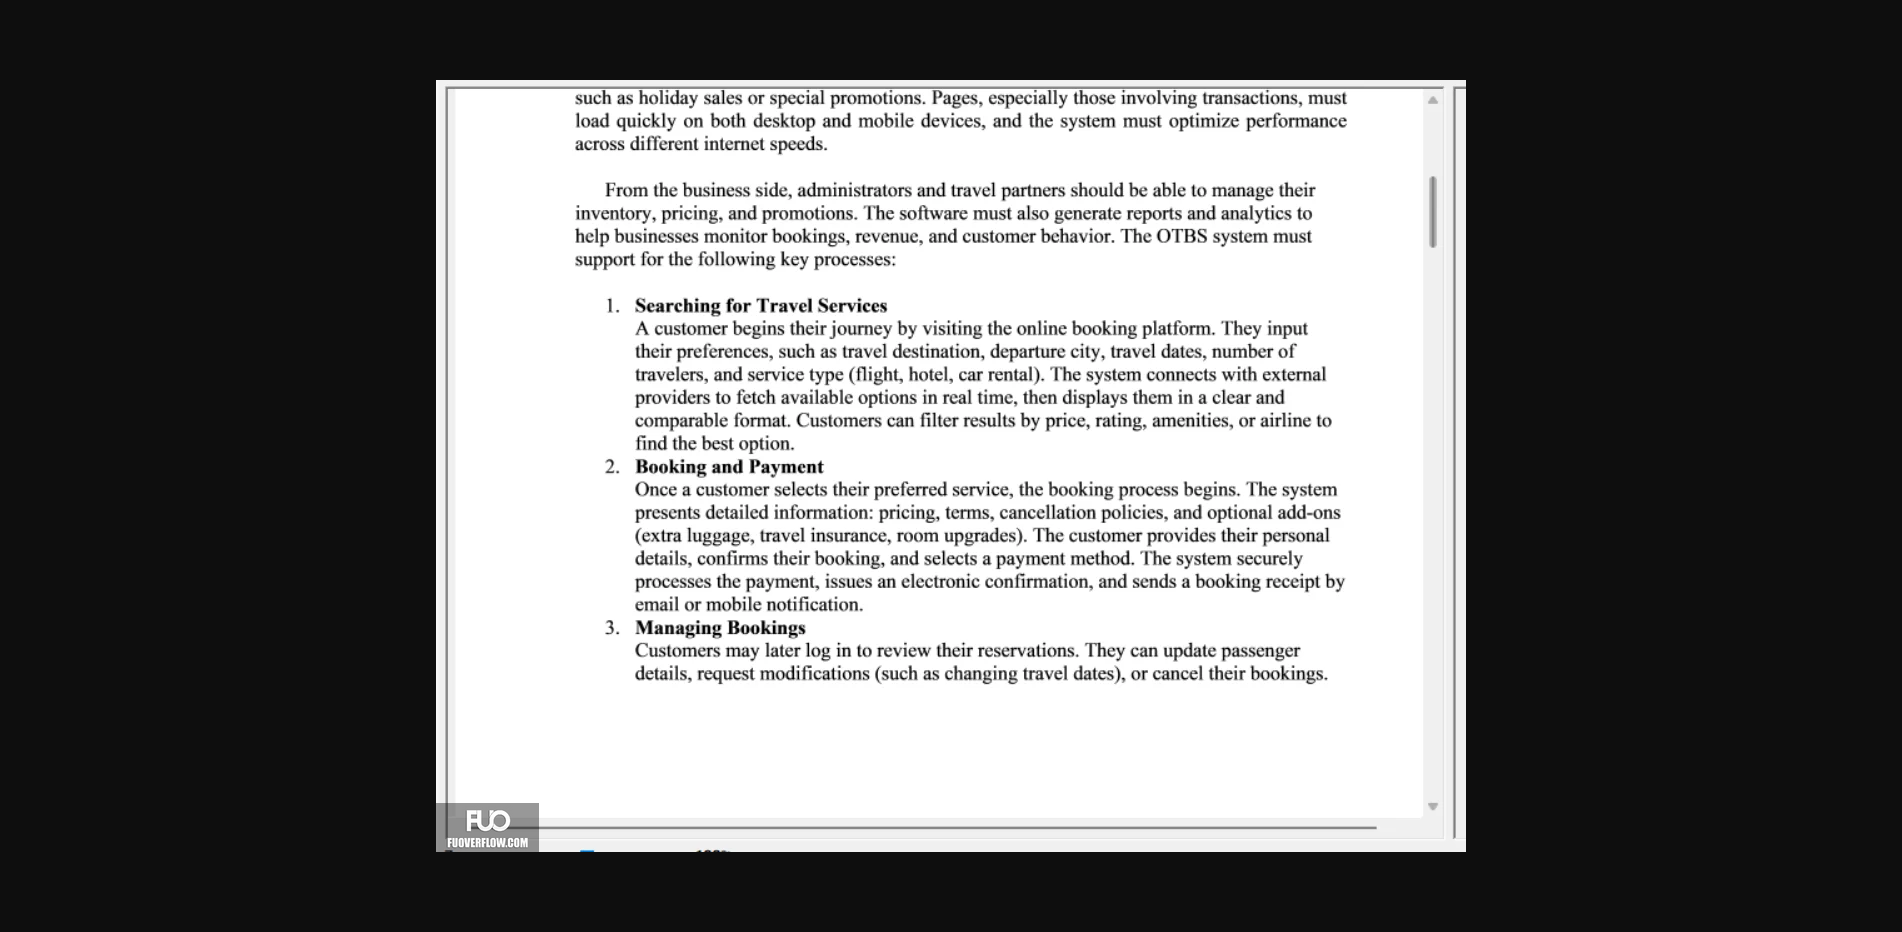 such as holiday sales or special promotions. Pages, especially those involving transactions, must
load quickly on both desktop and mobile devices, and the system must optimize performance
across different internet speeds.
From the business side, administrators and travel partners should be able to manage their
inventory, pricing, and promotions. The software must also generate reports and analytics to
help businesses monitor bookings, revenue, and customer behavior. The OTBS system must
support for the following key processes:
1. Searching for Travel Services
A customer begins their journey by visiting the online booking platform. They input
their preferences, such as travel destination, departure city, travel dates, number of
travelers, and service type (flight, hotel, car rental). The system connects with external
providers to fetch available options in real time, then displays them in a clear and
comparable format. Customers can filter results by price, rating, amenities, or airline to
find the best option.
2. Booking and Payment
Once a customer selects their preferred service, the booking process begins. The system
presents detailed information: pricing, terms, cancellation policies, and optional add-ons
(extra luggage, travel insurance, room upgrades). The customer provides their personal
details, confirms their booking, and selects a payment method. The system securely
processes the payment, issues an electronic confirmation, and sends a booking receipt by
email or mobile notification.
3. Managing Bookings
Customers may later log in to review their reservations. They can update passenger
details, request modifications (such as changing travel dates), or cancel their bookings.
FUO
FUOVERFLOW.COM